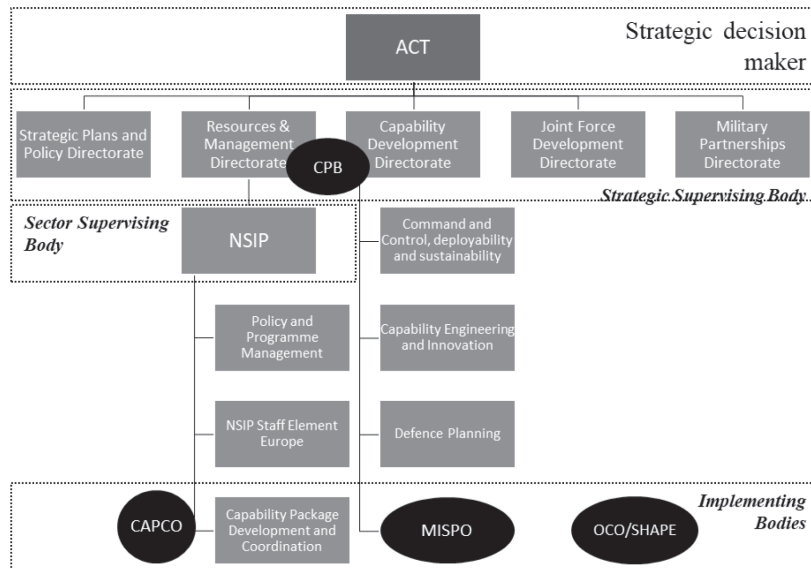 ACT
Strategic decision
maker
Strategic Plans and
Policy Directorate
Resources &
Management
Directorate
Capability
Development
Directorate
Joint Force
Development
Directorate
Military
Partnerships
Directorate
CPB
Strategic Supervising Body
Sector Supervising
Body
NSIP
Command and
Control, deployability
and sustainability
Policy and
Programme
Management
Capability Engineering
and Innovation
NSIP Staff Element
Europe
Defence Planning
CAPCO
Capability Package
Development and
Coordination
MISPO
OCO/SHAPE
Implementing
Bodies